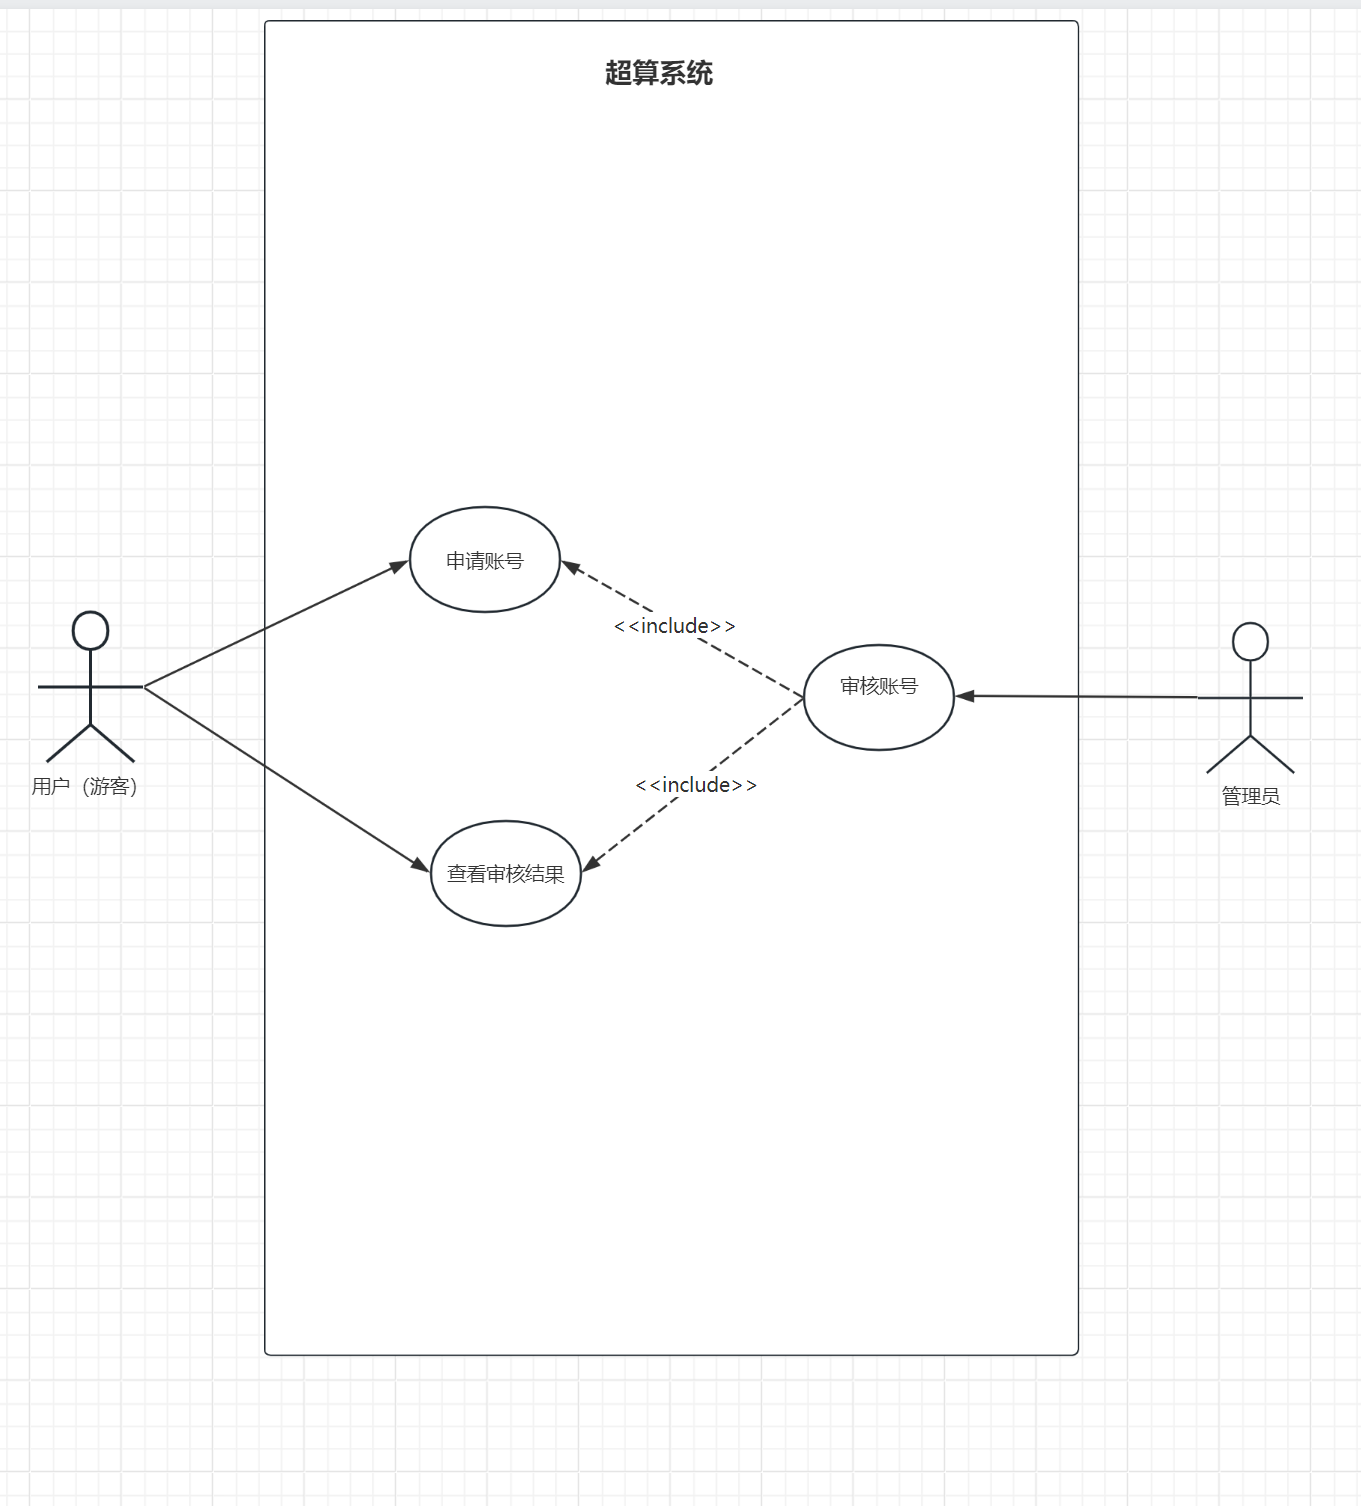 超算系统
申请账号
<<include>>
审核账号
用户（游客）
<<include>>
管理员
查看审核结果